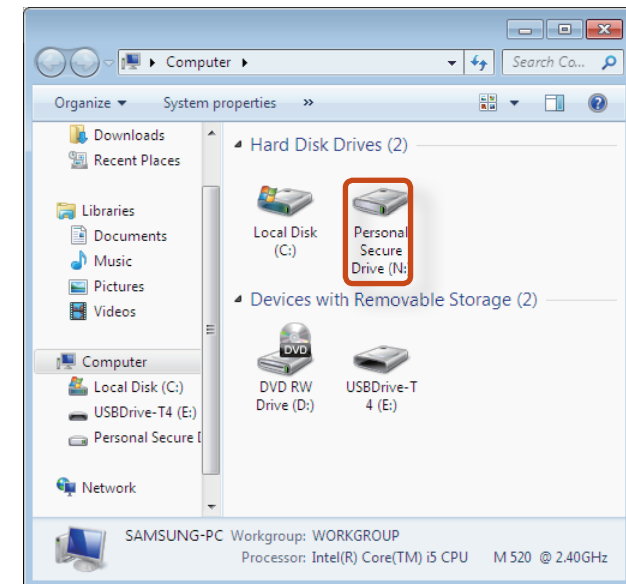 Computer
Search Co...
Organize
System properties
»
Downloads
Recent Places
Libraries
Documents
Music
Pictures
Videos
Computer
Local Disk (C:)
USBDrive-T4 (E:)
Personal Secure
Network
Hard Disk Drives (2)
Local Disk
(C:)
Personal
Secure
Drive (N:
Devices with Removable Storage (2)
DVD
DVD RW
Drive (D:)
USBDrive-T
4 (E:)
SAMSUNG-PC Workgroup: WORKGROUP
Processor: Intel(R) Core(TM) i5 CPU M 520 @ 2.40GHz